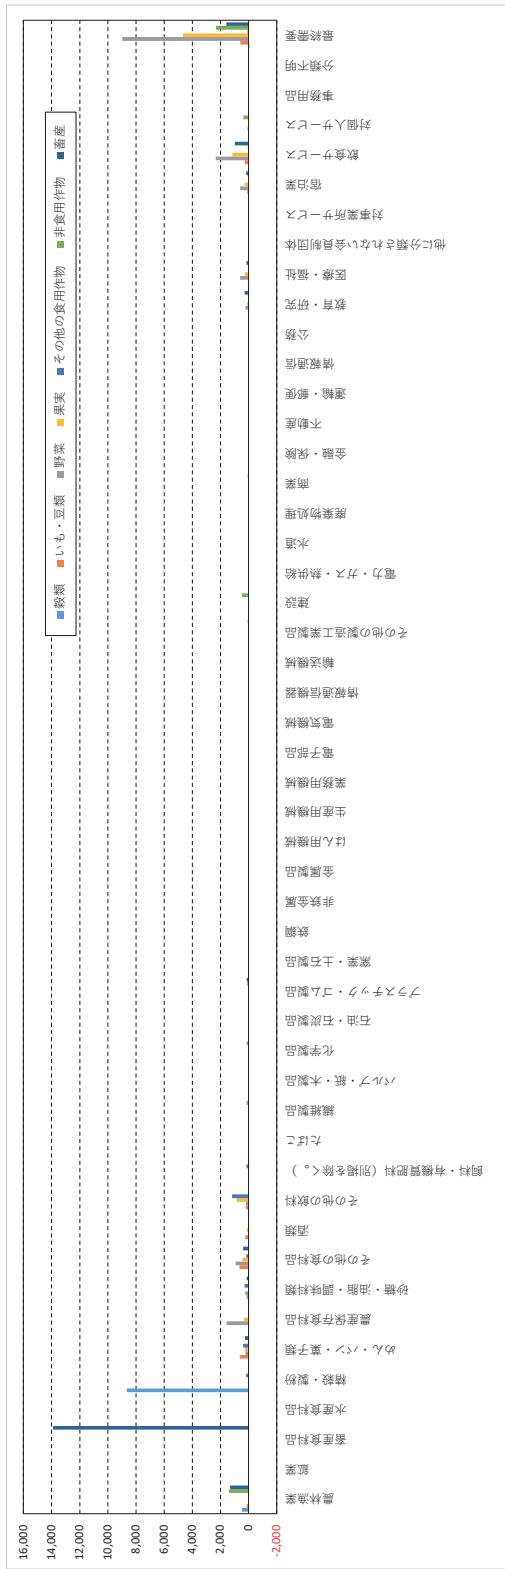 16,000
14,000
12,000
10,000
8,000
6,000
4,000
2,000
0
-2,000
穀類
いも・豆類
野菜
果実
その他の食用作物
非食用作物
畜産
農林漁業
鉱業
畜産食料品
水産食料品
精穀・製粉
めん・パン・菓子類
農産保存食料品
砂糖・油脂・調味料類
その他の食料品
酒類
その他の飲料
飼料・有機質肥料（別掲を除く。）
たばこ
繊維製品
パルプ・紙・木製品
化学製品
石油・石炭製品
プラスチック・ゴム製品
窯業・土石製品
鉄鋼
非鉄金属
金属製品
はん用機械
生産用機械
業務用機械
電子部品
電気機械
情報通信機器
輸送機械
その他の製造工業製品
建設
電力・ガス・熱供給
水道
廃棄物処理
商業
金融・保険
不動産
運輸・郵便
情報通信
公務
教育・研究
医療・福祉
他に分類されない会員制団体
対事業所サービス
宿泊業
飲食サービス
対個人サービス
事務用品
分類不明
最終需要